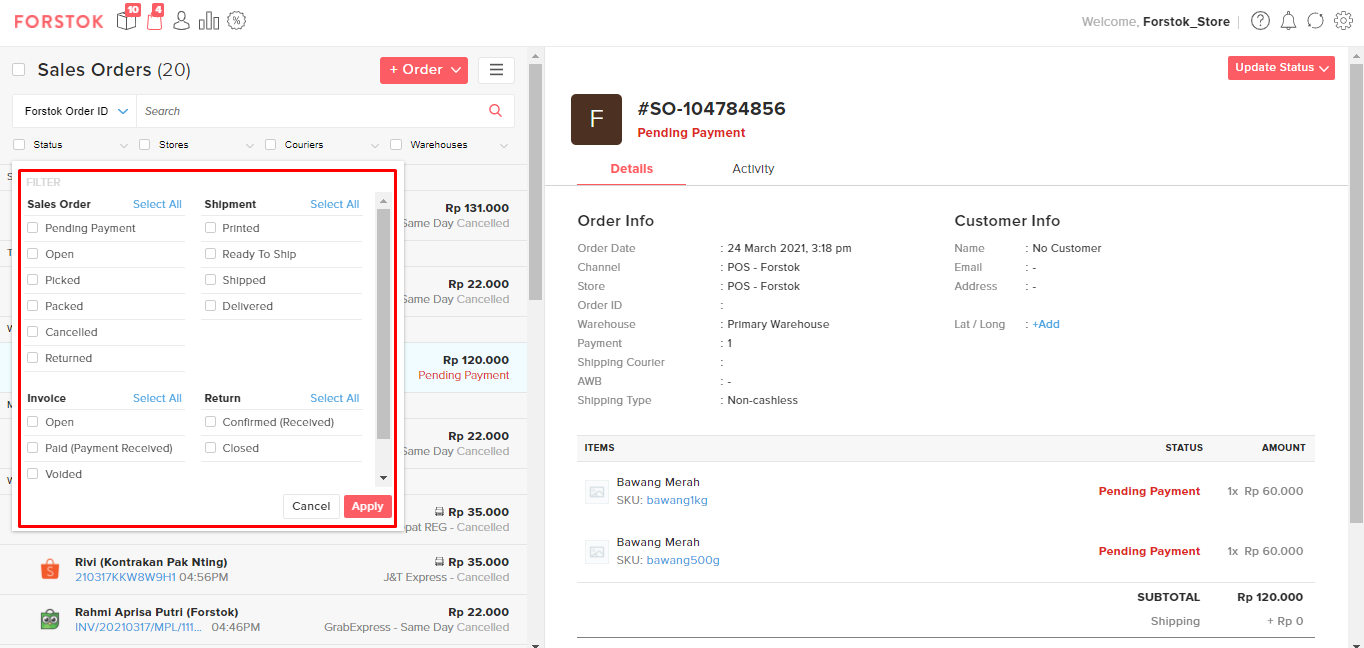 FORSTOK
10
4
Welcome, Forstok_Store
Sales Orders (20)
+ Order
Forstok Order ID
Search
Status
Stores
Couriers
Warehouses
FILTER
Sales Order Select All
Pending Payment
Open
Picked
Packed
Cancelled
Returned
Shipment Select All
Printed
Ready To Ship
Shipped
Delivered
Invoice Select All
Open
Paid (Payment Received)
Voided
Return Select All
Confirmed (Received)
Closed
Cancel
Apply
Rp 131.000
Same Day Cancelled
Rp 22.000
Same Day Cancelled
Rp 120.000
Pending Payment
Rp 22.000
Same Day Cancelled
Rp 35.000
REG - Cancelled
Rivi (Kontrakan Pak Nting) Rp 35.000
210317KKW8W9H1 04:56PM J&T Express - Cancelled
Rahmi Aprisa Putri (Forstok) Rp 22.000
INV/20210317/MPL/111... 04:46PM GrabExpress - Same Day Cancelled
Update Status
F
#SO-104784856
Pending Payment
Details
Activity
Order Info
Order Date : 24 March 2021, 3:18 pm
Channel : POS - Forstok
Store : POS - Forstok
Order ID :
Warehouse : Primary Warehouse
Payment : 1
Shipping Courier :
AWB : -
Shipping Type : Non-cashless
Customer Info
Name : No Customer
Email : -
Address : -
Lat / Long : +Add
ITEMS STATUS AMOUNT
Bawang Merah
SKU: bawang1kg
Pending Payment 1x Rp 60.000
Bawang Merah
SKU: bawang500g
Pending Payment 1x Rp 60.000
SUBTOTAL Rp 120.000
Shipping + Rp 0